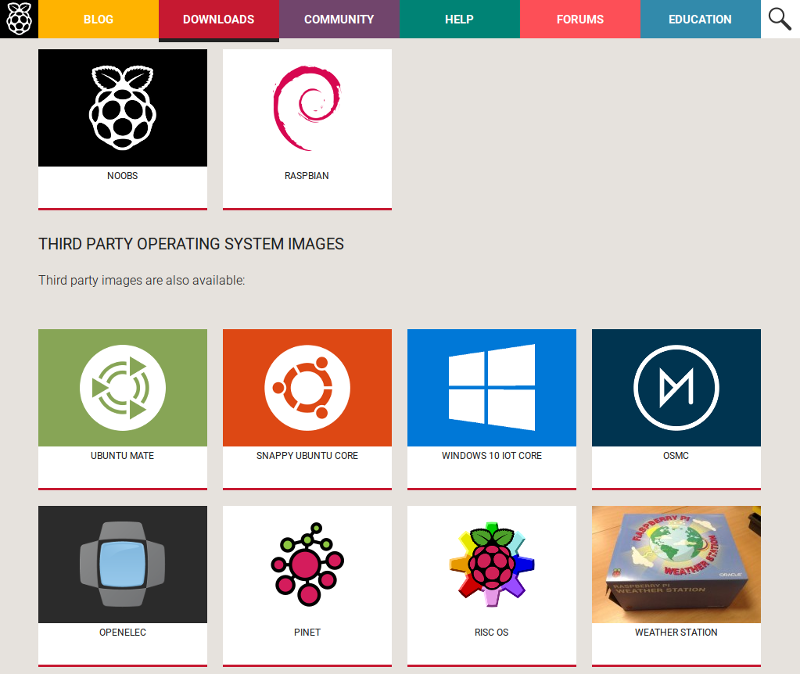 BLOG
DOWNLOADS
COMMUNITY
HELP
FORUMS
EDUCATION
NOOBS
RASPBIAN
THIRD PARTY OPERATING SYSTEM IMAGES
Third party images are also available:
UBUNTU MATE
SNAPPY UBUNTU CORE
WINDOWS 10 IOT CORE
OSMC
RASPBERRY PI
WEATHER STATION
ORACLE
RASPBERRY PI
WEATHER STATION
OPENELEC
PINET
RISC OS
WEATHER STATION